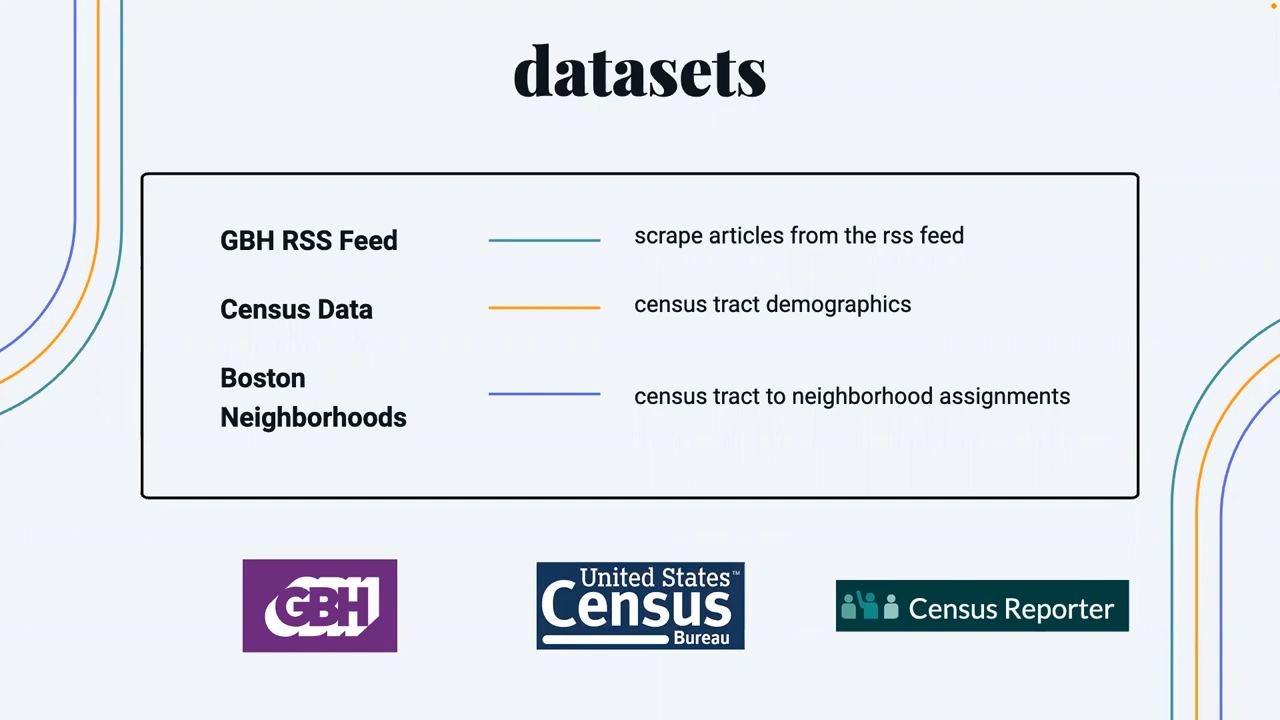 datasets
GBH RSS Feed
scrape articles from the rss feed
Census Data
census tract demographics
Boston
Neighborhoods
census tract to neighborhood assignments
GBH
United States™
Census
Bureau
Census Reporter